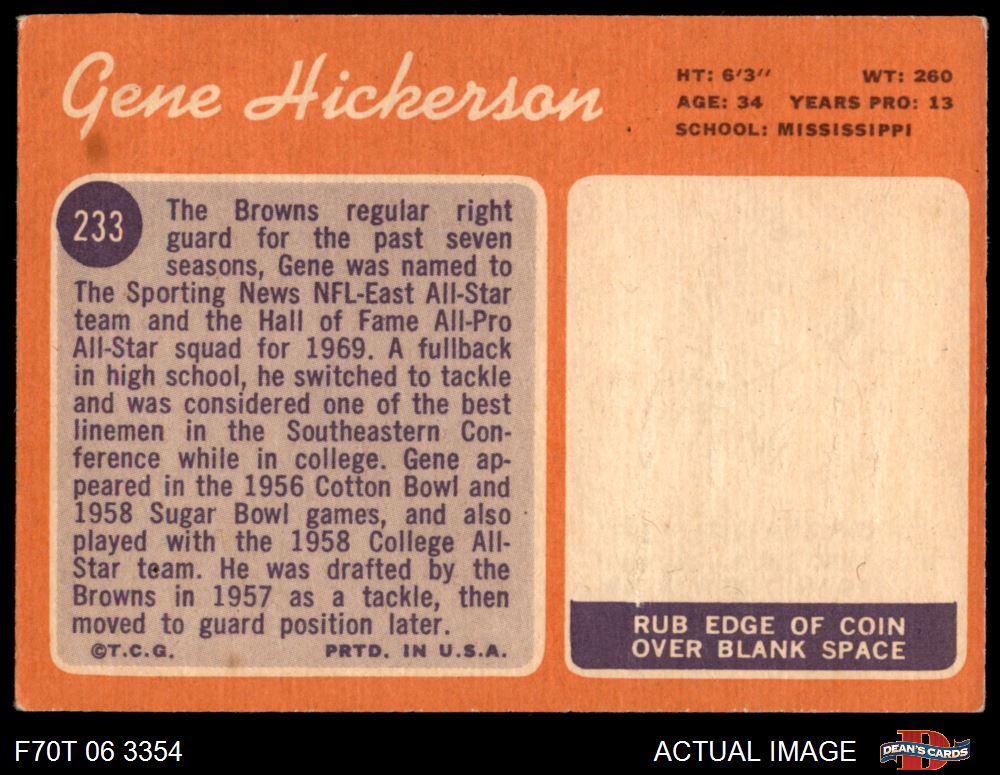 Gene Hickerson
HT: 6'3" WT: 260
AGE: 34 YEARS PRO: 13
SCHOOL: MISSISSIPPI
233
The Browns regular right
guard for the past seven
seasons, Gene was named to
The Sporting News NFL-East All-Star
team and the Hall of Fame All-Pro
All-Star squad for 1969. A fullback
in high school, he switched to tackle
and was considered one of the best
linemen in the Southeastern Con-
ference while in college. Gene ap-
peared in the 1956 Cotton Bowl and
1958 Sugar Bowl games, and also
played with the 1958 College All-
Star team. He was drafted by the
Browns in 1957 as a tackle, then
moved to guard position later.
©T.C.G. PRTD. IN U.S.A.
RUB EDGE OF COIN
OVER BLANK SPACE
F70T 06 3354
ACTUAL IMAGE
D
DEAN'S CARDS